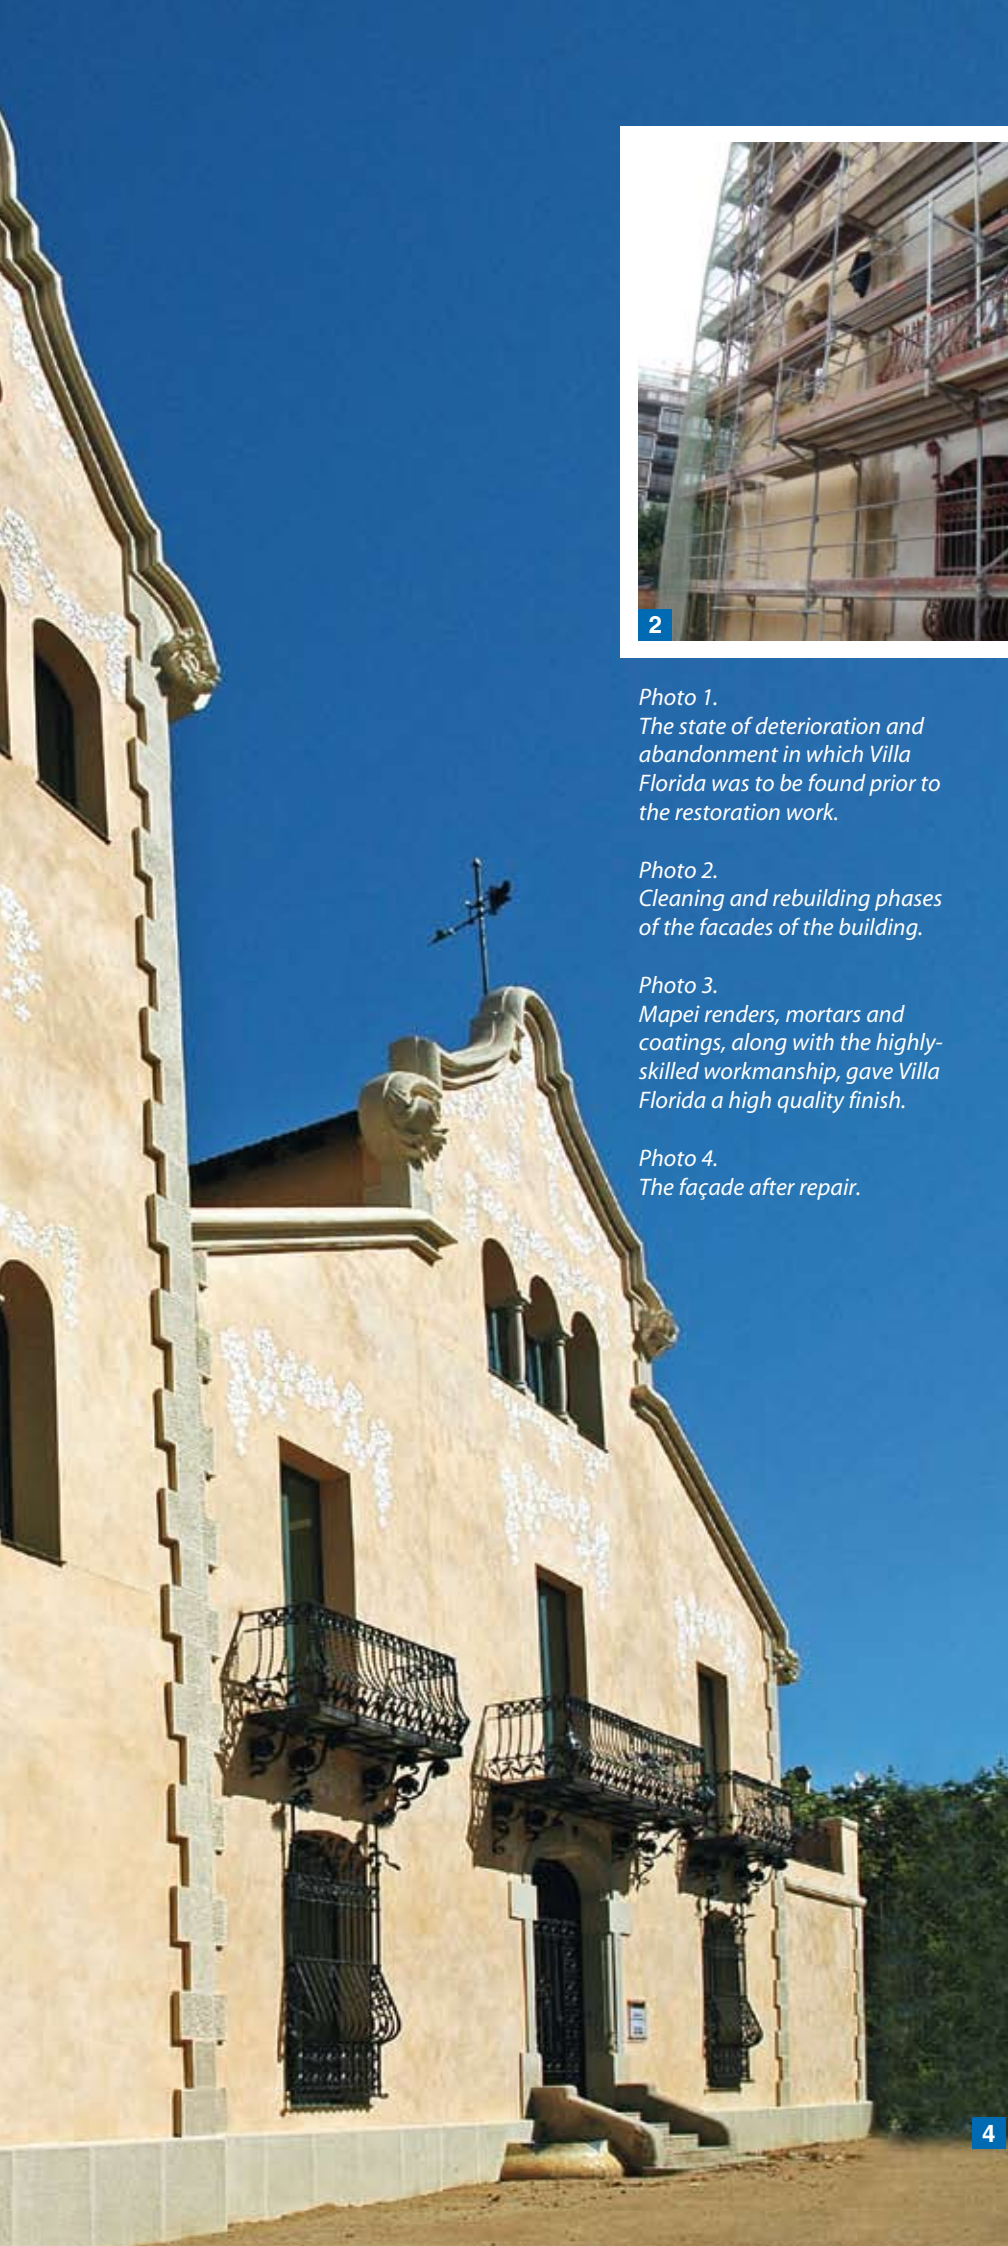 2
Photo 1.
The state of deterioration and
abandonment in which Villa
Florida was to be found prior to
the restoration work.
Photo 2.
Cleaning and rebuilding phases
of the facades of the building.
Photo 3.
Mapei renders, mortars and
coatings, along with the highly-
skilled workmanship, gave Villa
Florida a high quality finish.
Photo 4.
The façade after repair.
4